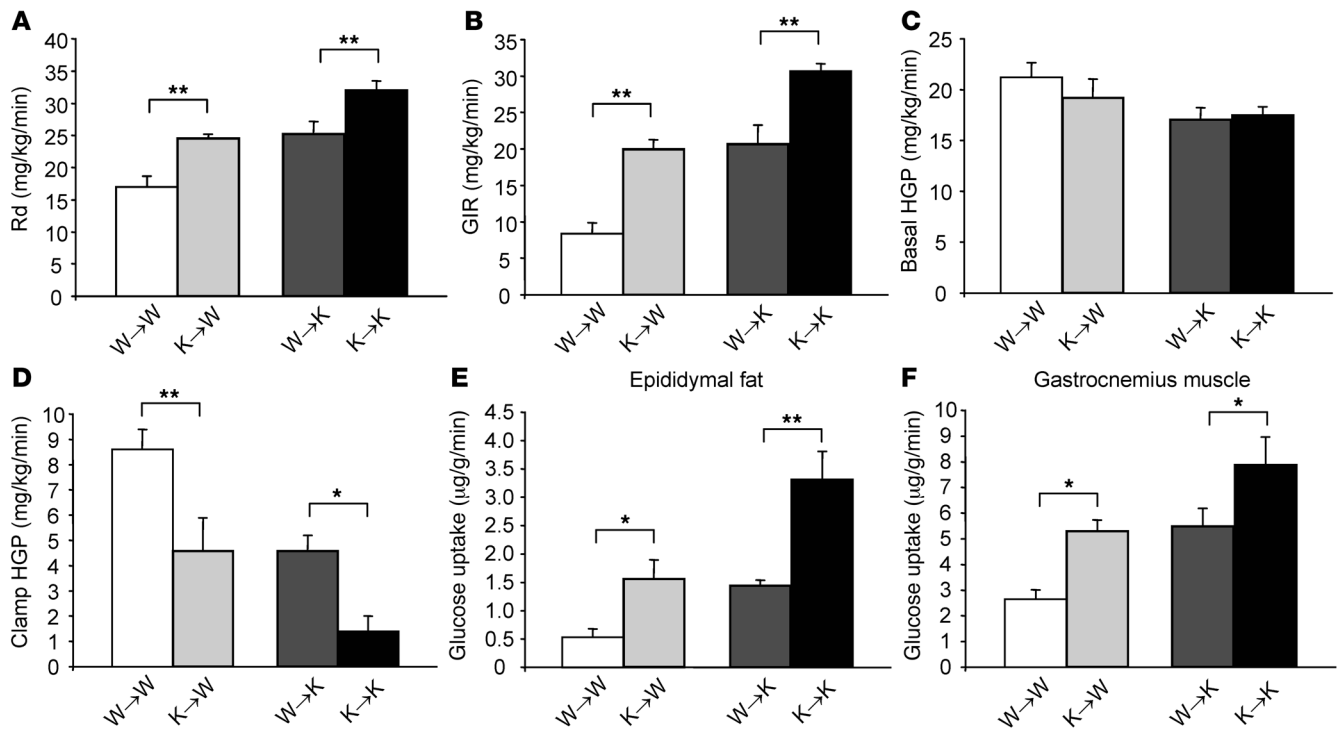 A
Rd (mg/kg/min)
40
35
30
25
20
15
10
5
0
**
**
W→W
K→W
W→K
K→K
B
GIR (mg/kg/min)
35
30
25
20
15
10
5
0
**
**
W→W
K→W
W→K
K→K
C
Basal HGP (mg/kg/min)
25
20
15
10
5
0
W→W
K→W
W→K
K→K
D
Clamp HGP (mg/kg/min)
10
9
8
7
6
5
4
3
2
1
0
**
*
W→W
K→W
W→K
K→K
E
Epididymal fat
Glucose uptake (μg/g/min)
4.5
4.0
3.5
3.0
2.5
2.0
1.5
1.0
0.5
0
*
**
W→W
K→W
W→K
K→K
F
Gastrocnemius muscle
Glucose uptake (μg/g/min)
10
9
8
7
6
5
4
3
2
1
0
*
*
W→W
K→W
W→K
K→K